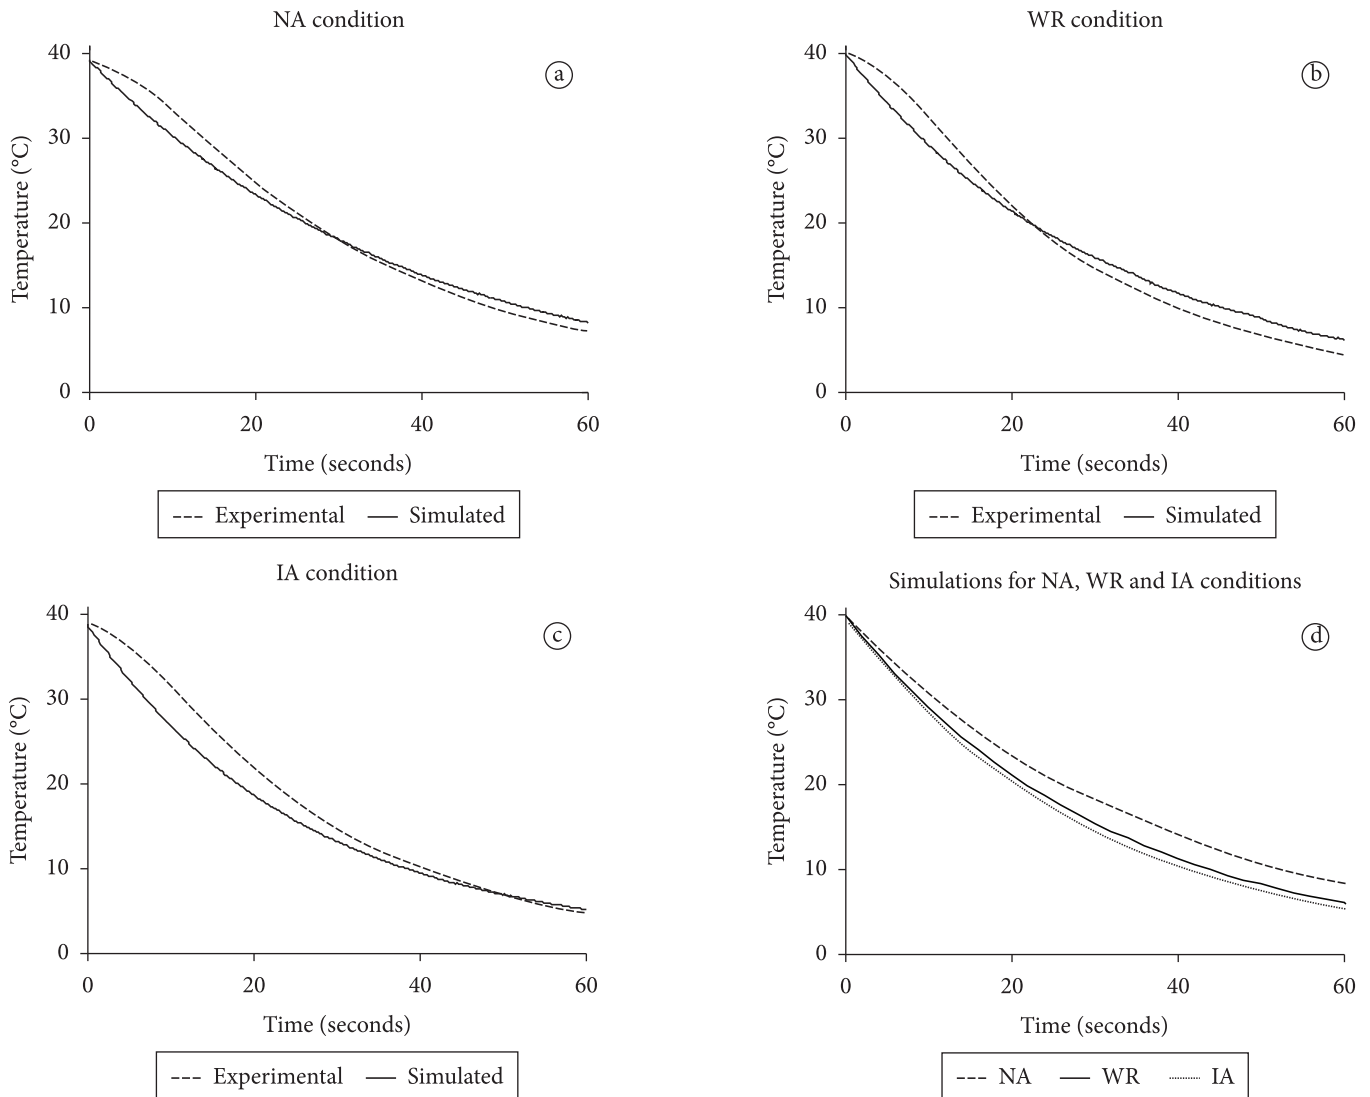 NA condition
a
Temperature (°C)
40
30
20
10
0
0 20 40 60
Time (seconds)
Experimental Simulated
WR condition
b
Temperature (°C)
40
30
20
10
0
0 20 40 60
Time (seconds)
Experimental Simulated
IA condition
c
Temperature (°C)
40
30
20
10
0
0 20 40 60
Time (seconds)
Experimental Simulated
Simulations for NA, WR and IA conditions
d
Temperature (°C)
40
30
20
10
0
0 20 40 60
Time (seconds)
NA WR IA